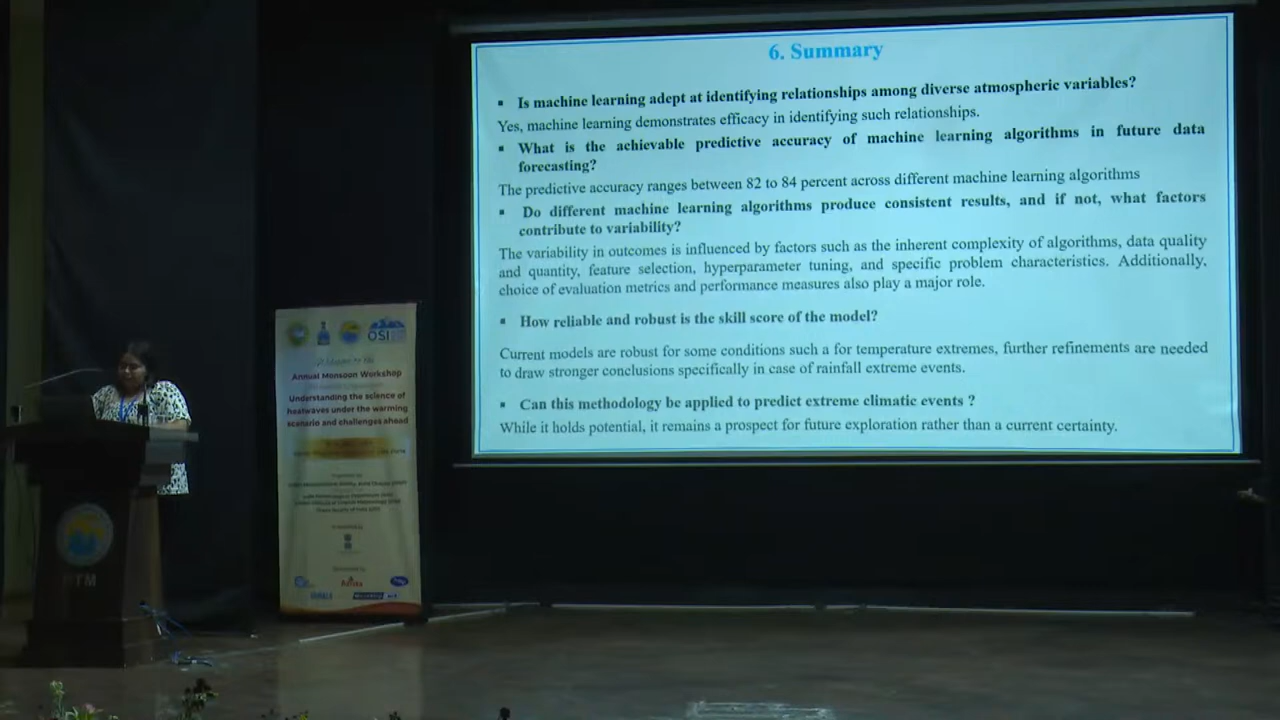 6. Summary
▪ Is machine learning adept at identifying relationships among diverse atmospheric variables?
Yes, machine learning demonstrates efficacy in identifying such relationships.
▪ What is the achievable predictive accuracy of machine learning algorithms in future data
forecasting?
The predictive accuracy ranges between 82 to 84 percent across different machine learning algorithms
▪ Do different machine learning algorithms produce consistent results, and if not, what factors
contribute to variability?
The variability in outcomes is influenced by factors such as the inherent complexity of algorithms, data quality
and quantity, feature selection, hyperparameter tuning, and specific problem characteristics. Additionally,
choice of evaluation metrics and performance measures also play a major role.
▪ How reliable and robust is the skill score of the model?
Current models are robust for some conditions such a for temperature extremes, further refinements are needed
to draw stronger conclusions specifically in case of rainfall extreme events.
▪ Can this methodology be applied to predict extreme climatic events ?
While it holds potential, it remains a prospect for future exploration rather than a current certainty.
OSI
Annual Monsoon Workshop
Understanding the science of
heatwaves under the warming
scenario and challenges ahead